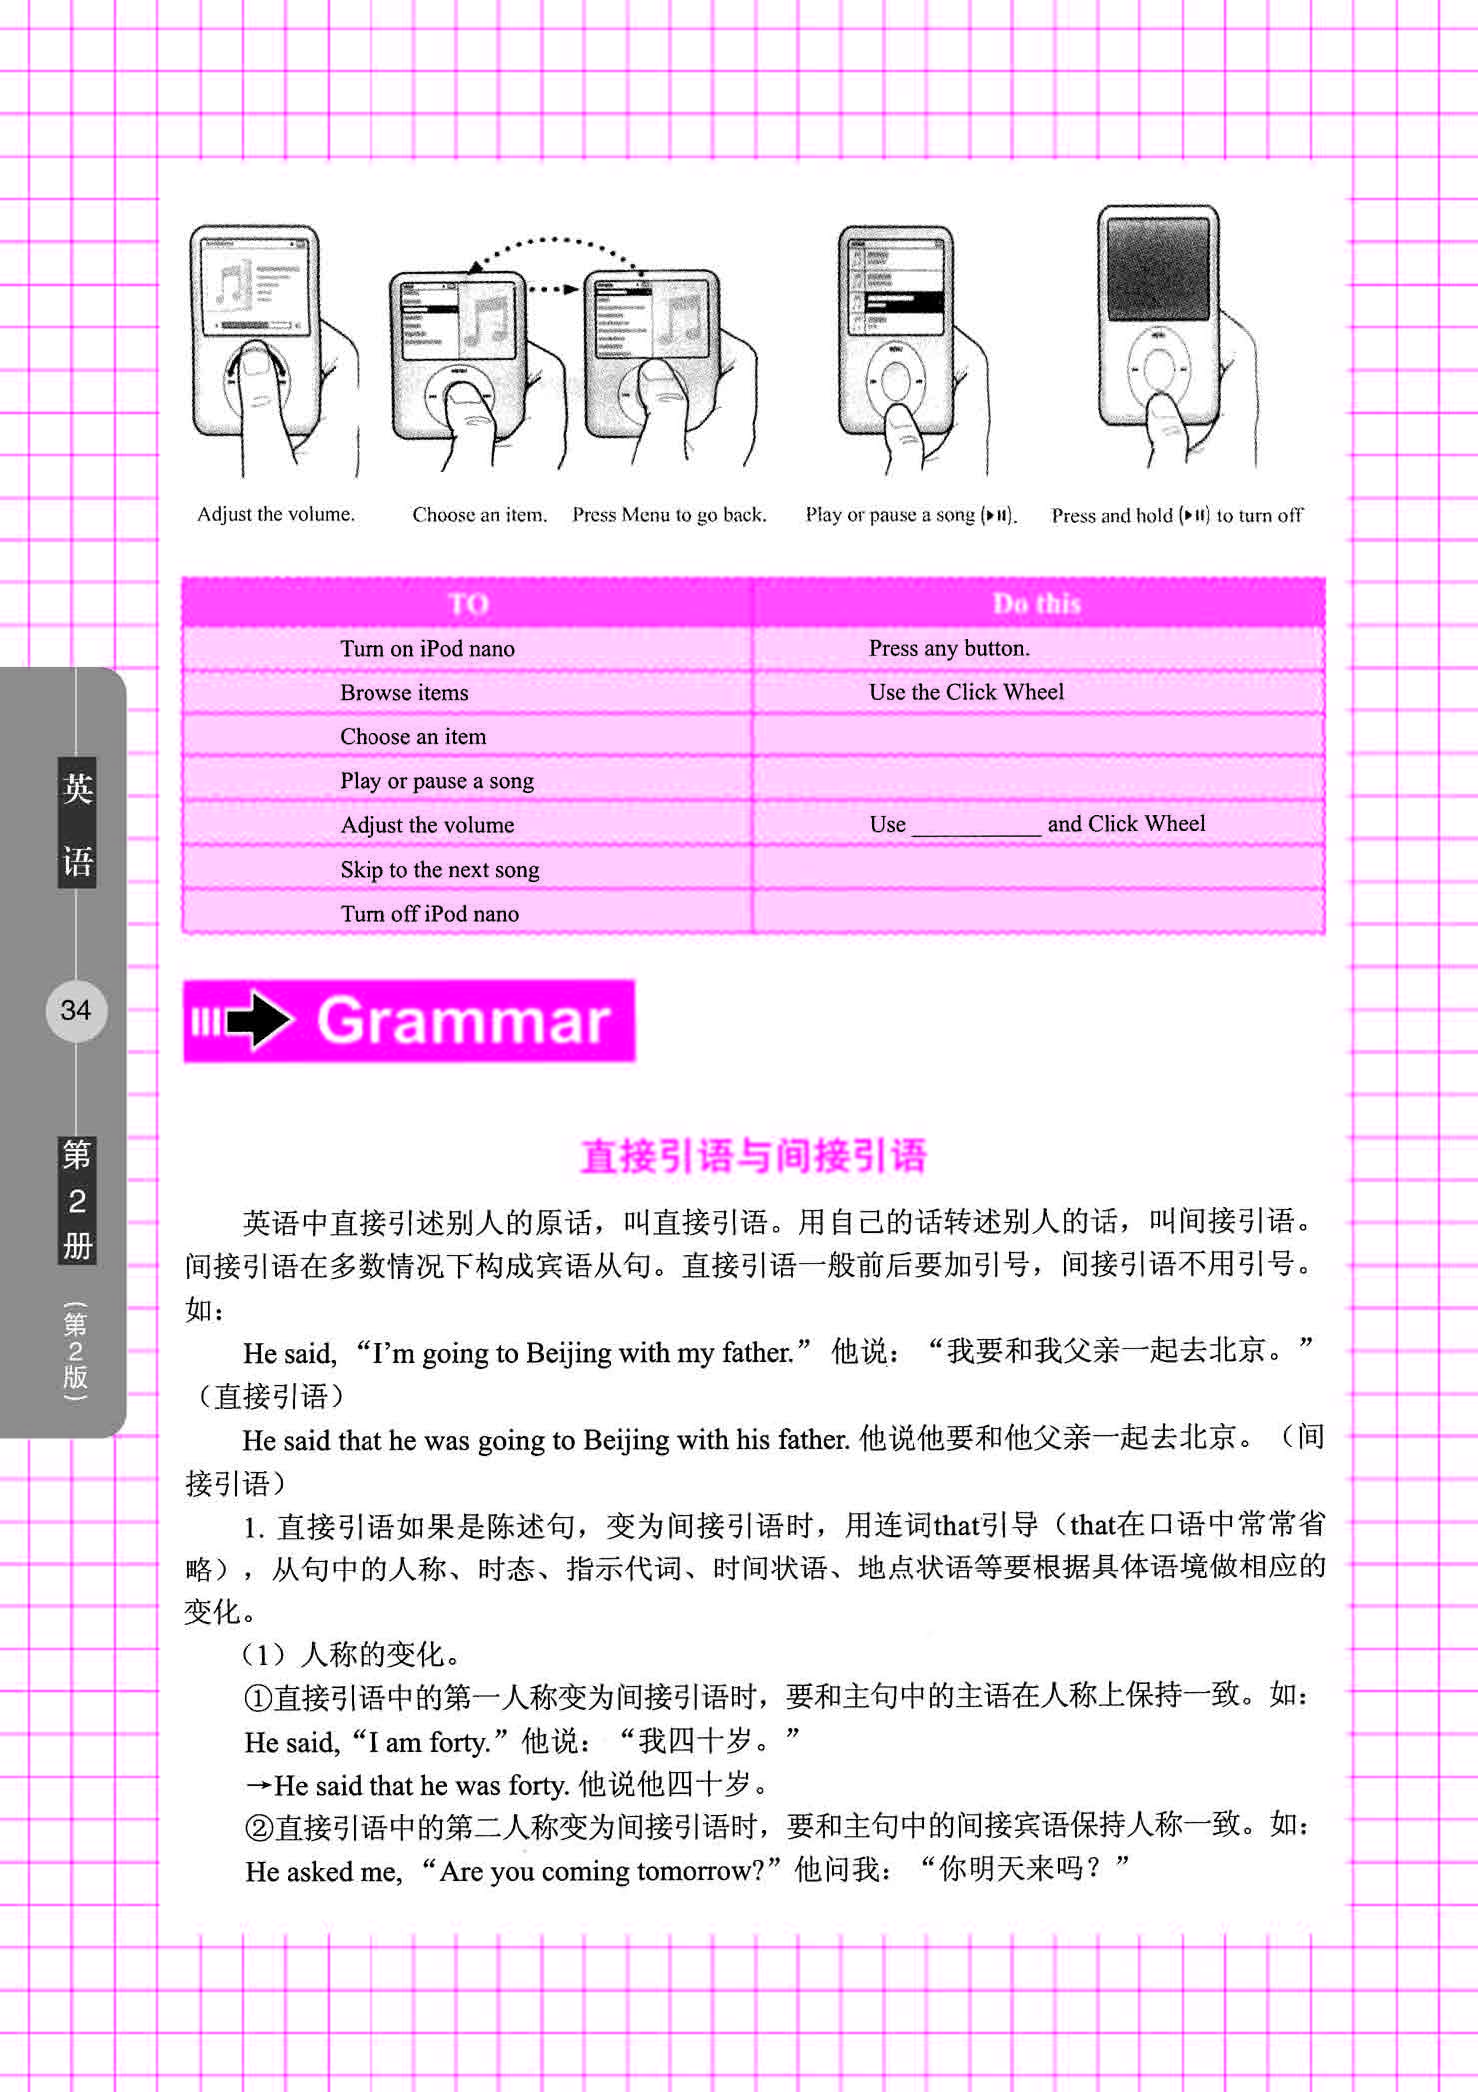 Adjust the volume.
Choose an item.
Press Menu to go back.
Play or pause a song (▶II).
Press and hold (▶II) to turn off
TO Do this
Turn on iPod nano Press any button.
Browse items Use the Click Wheel
Choose an item
Play or pause a song
Adjust the volume Use ____________ and Click Wheel
Skip to the next song
Turn off iPod nano
Grammar
直接引语与间接引语
英语中直接引述别人的原话，叫直接引语。用自己的话转述别人的话，叫间接引语。
间接引语在多数情况下构成宾语从句。直接引语一般前后要加引号，间接引语不用引号。
如：
He said, “I’m going to Beijing with my father.” 他说：“我要和我父亲一起去北京。”
（直接引语）
He said that he was going to Beijing with his father. 他说他要和他父亲一起去北京。（间
接引语）
1. 直接引语如果是陈述句，变为间接引语时，用连词that引导（that在口语中常常省
略），从句中的人称、时态、指示代词、时间状语、地点状语等要根据具体语境做相应的
变化。
（1）人称的变化。
①直接引语中的第一人称变为间接引语时，要和主句中的主语在人称上保持一致。如：
He said, “I am forty.” 他说：“我四十岁。”
→He said that he was forty. 他说他四十岁。
②直接引语中的第二人称变为间接引语时，要和主句中的间接宾语保持人称一致。如：
He asked me, “Are you coming tomorrow?” 他问我：“你明天来吗？”
英语
34
第2册
（第2版）